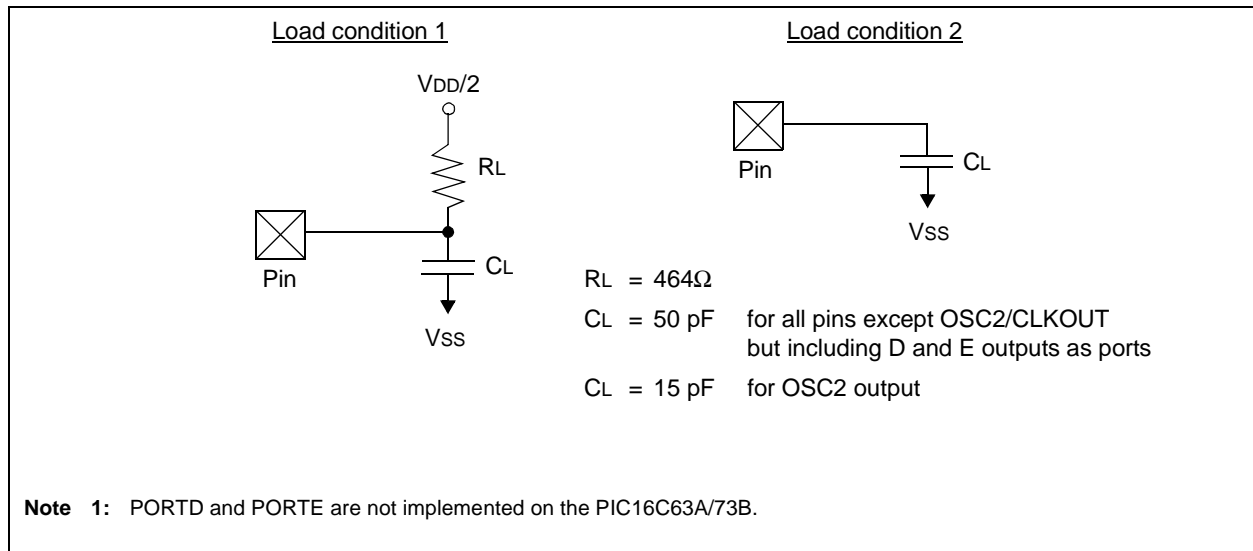 Load condition 1
VDD/2
RL
Pin
CL
VSS
Load condition 2
Pin
CL
VSS
RL = 464Ω
CL = 50 pF for all pins except OSC2/CLKOUT
but including D and E outputs as ports
CL = 15 pF for OSC2 output
Note 1: PORTD and PORTE are not implemented on the PIC16C63A/73B.